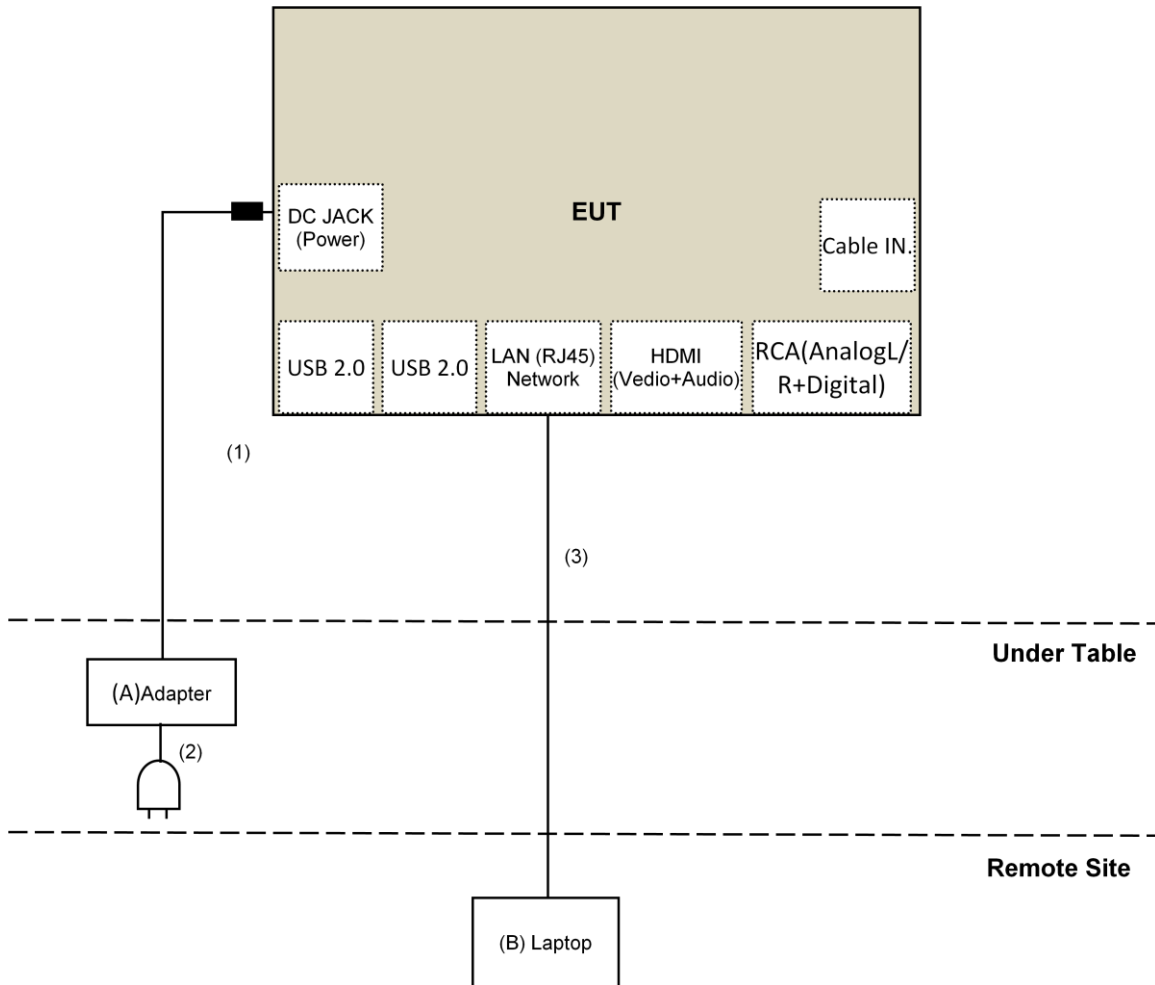 DC JACK
(Power)
EUT
Cable IN.
USB 2.0
USB 2.0
LAN (RJ45)
Network
HDMI
(Vedio+Audio)
RCA(AnalogL/
R+Digital)
(1)
(3)
Under Table
(A)Adapter
(2)
Remote Site
(B) Laptop